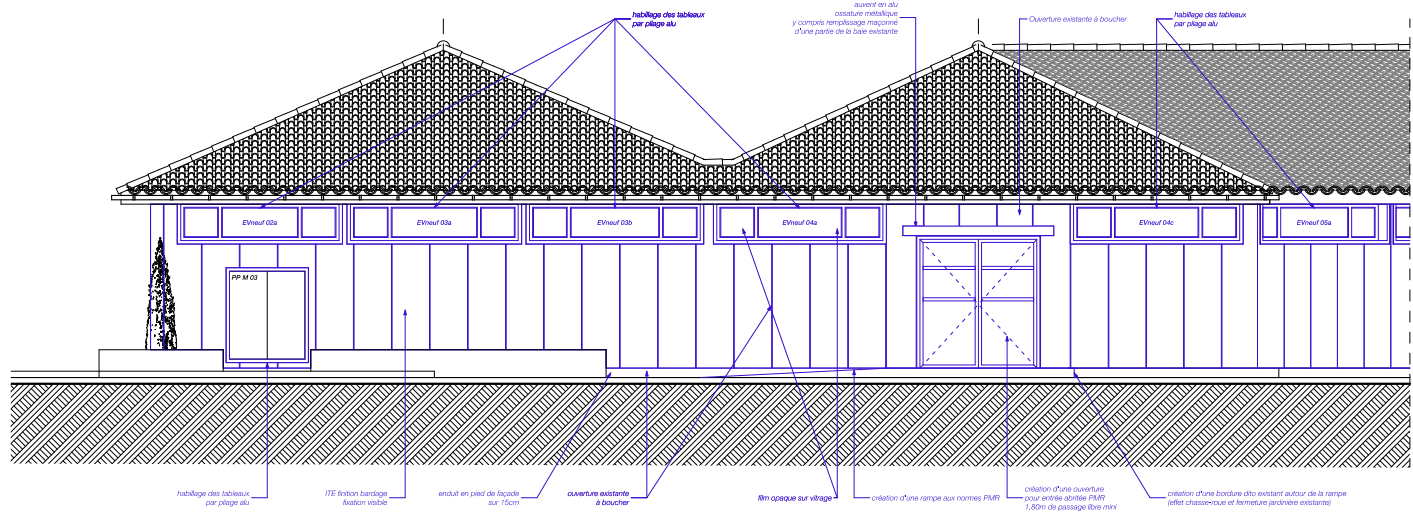 auvent en alu
ossature métallique
y compris remplissage maçonné
d'une partie de la baie existante
habillage des tableaux
par pliage alu
Ouverture existante à boucher
habillage des tableaux
par pliage alu
EVneuf 02a
EVneuf 03a
EVneuf 03b
EVneuf 04a
EVneuf 04c
EVneuf 05a
PP M 03
habillage des tableaux
par pliage alu
ITE finition bardage
fixation visible
enduit en pied de façade
sur 15cm
ouverture existante
à boucher
film opaque sur vitrage
création d'une rampe aux normes PMR
création d'une ouverture
pour entrée abritée PMR
1,80m de passage libre mini
création d'une bordure dito existant autour de la rampe
(effet chasse-roue et fermeture jardinière existante)